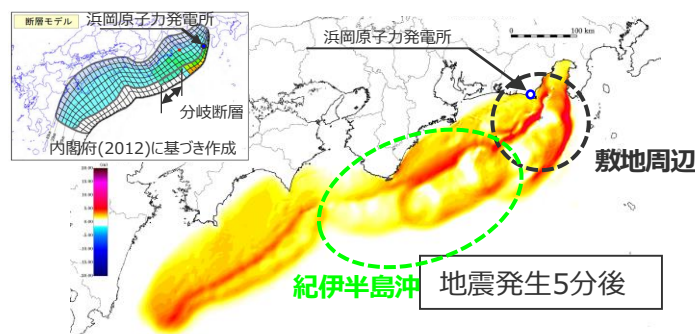 断層モデル
浜岡原子力発電所
分岐断層
内閣府(2012)に基づき作成
浜岡原子力発電所
0 100 km
敷地周辺
紀伊半島沖
地震発生5分後